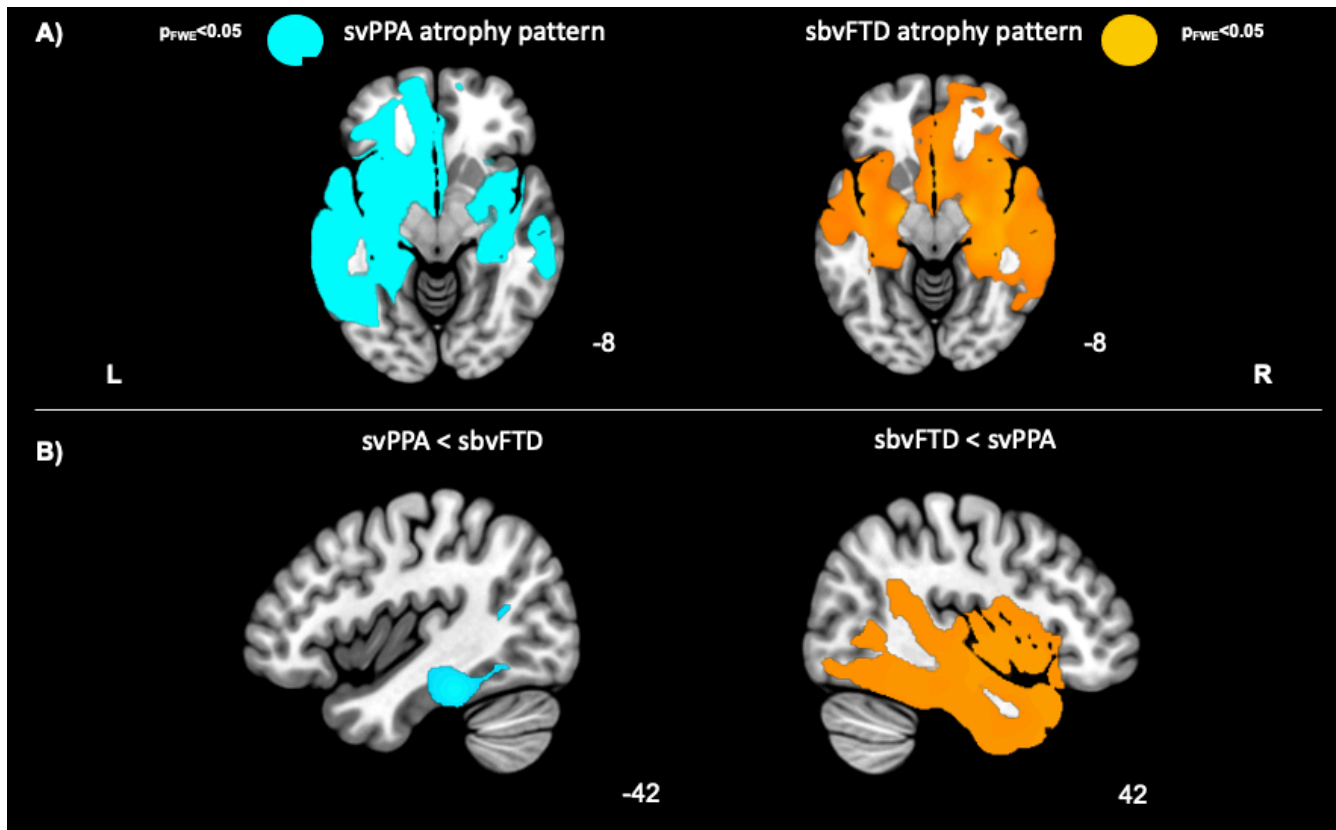 A)
pFWE<0.05
svPPA atrophy pattern
sbvFTD atrophy pattern
pFWE<0.05
-8
-8
L
R
B)
svPPA < sbvFTD
sbvFTD < svPPA
-42
42